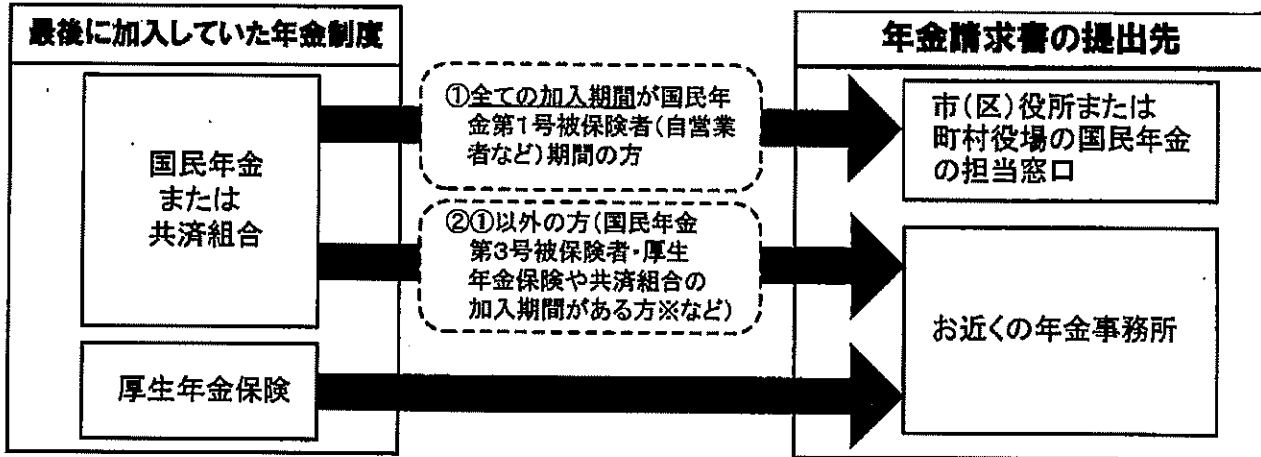 最後に加入していた年金制度
年金請求書の提出先
国民年金
または
共済組合
①全ての加入期間が国民年
金第1号被保険者(自営業
者など)期間の方
市(区)役所または
町村役場の国民年金
の担当窓口
②①以外の方(国民年金
第3号被保険者・厚生
年金保険や共済組合の
加入期間がある方※など)
お近くの年金事務所
厚生年金保険